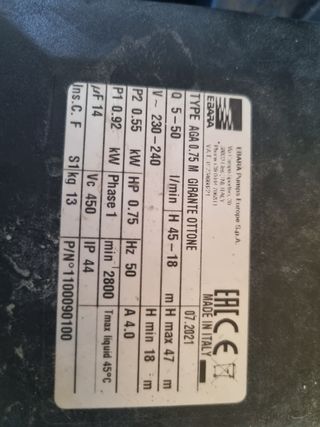 EBARA
EBARA Pumps Europe S.p.A.
MADE IN ITALY
TYPE AGA 0.75 M GIRANTE OTTONE 07.2021
Q 5-50 l/min H 45-18 m H max 47 m
V~ 230-240 H min 18 m
P2 0.55 kW HP 0.75 Hz 50 A 4.0
P1 0.92 kW Phase 1 min⁻¹ 2800 Tmax liquid 45°C
µF 14 Vc 450 IP 44
Ins.C. F S1 kg 13 P/N° 1100090100